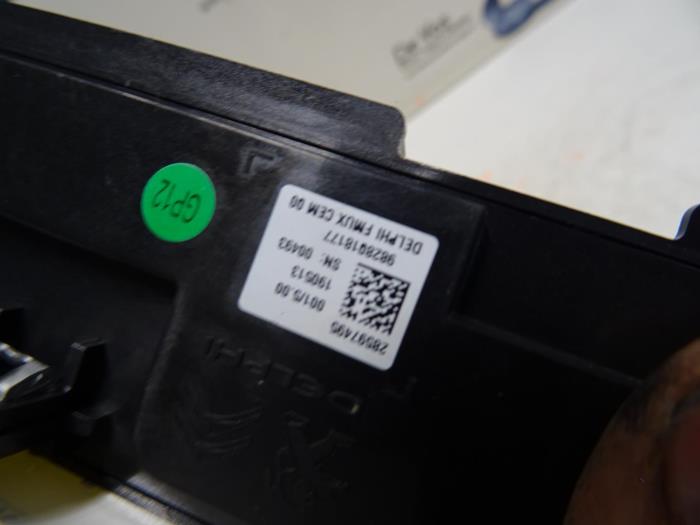 28597495
001/5.00
190513
SN: 00493
9828018177
DELPHI FMUX CEM 00
GP12
DELPHI